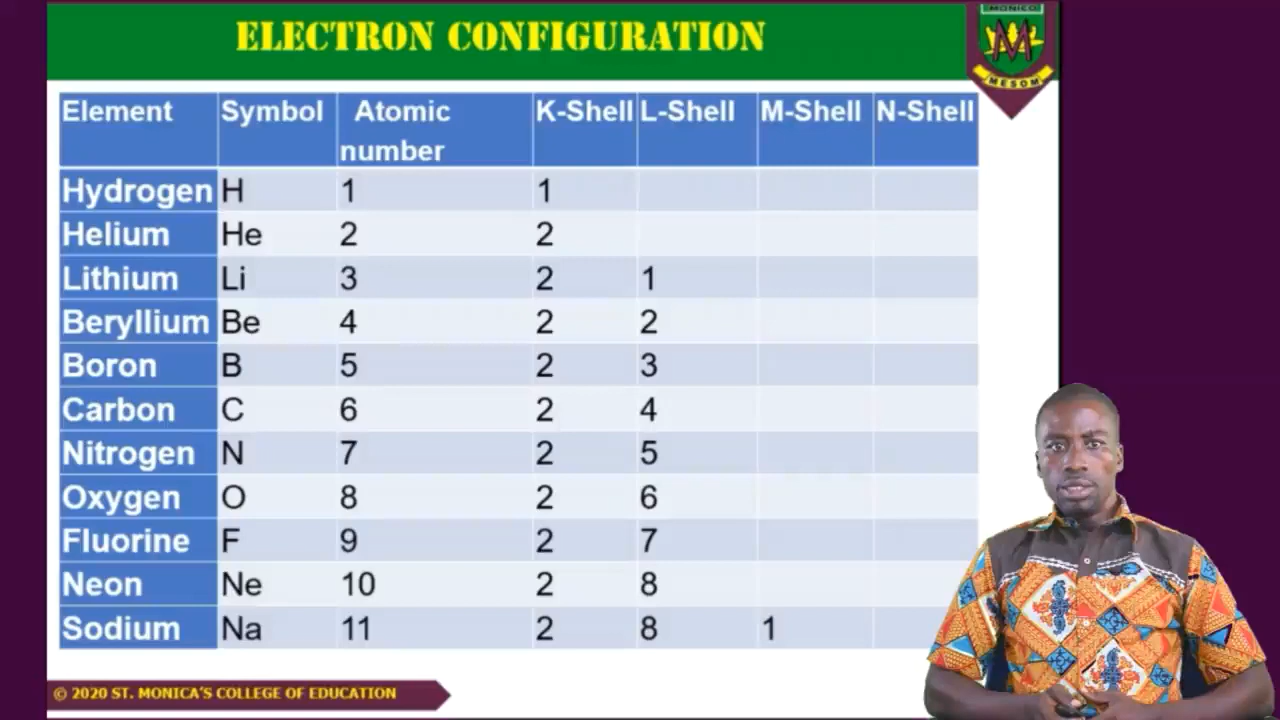 ELECTRON CONFIGURATION
MONICO
M
MESOM
Element Symbol Atomic number K-Shell L-Shell M-Shell N-Shell
Hydrogen H 1 1
Helium He 2 2
Lithium Li 3 2 1
Beryllium Be 4 2 2
Boron B 5 2 3
Carbon C 6 2 4
Nitrogen N 7 2 5
Oxygen O 8 2 6
Fluorine F 9 2 7
Neon Ne 10 2 8
Sodium Na 11 2 8 1
© 2020 ST. MONICA'S COLLEGE OF EDUCATION